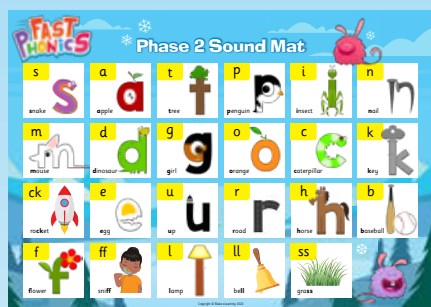 FAST
PHONICS
Phase 2 Sound Mat
s a t p i n
snake apple tree penguin insect nail
m d g o c k
mouse dinosaur girl orange caterpillar key
ck e u r h b
rocket egg up road horse baseball
f ff l ll ss
flower sniff lamp bell grass